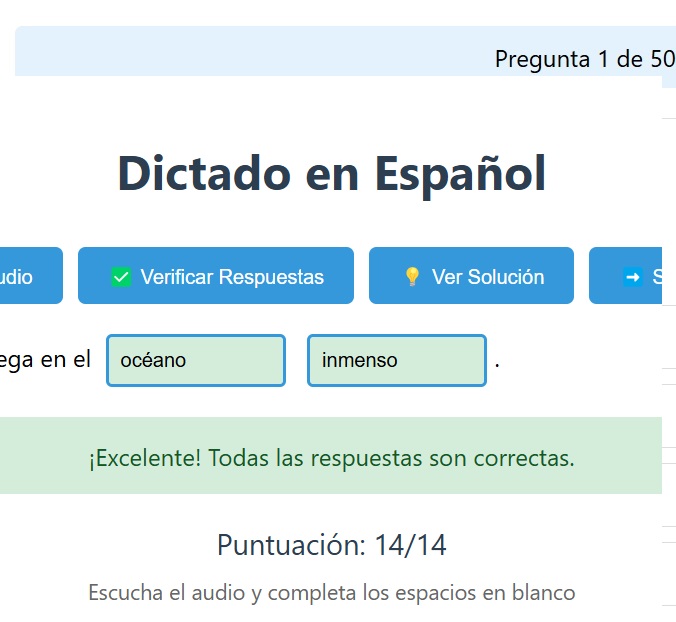 Pregunta 1 de 50
Dictado en Español
udio ✅ Verificar Respuestas 💡 Ver Solución ➡️ S
ega en el océano inmenso .
¡Excelente! Todas las respuestas son correctas.
Puntuación: 14/14
Escucha el audio y completa los espacios en blanco